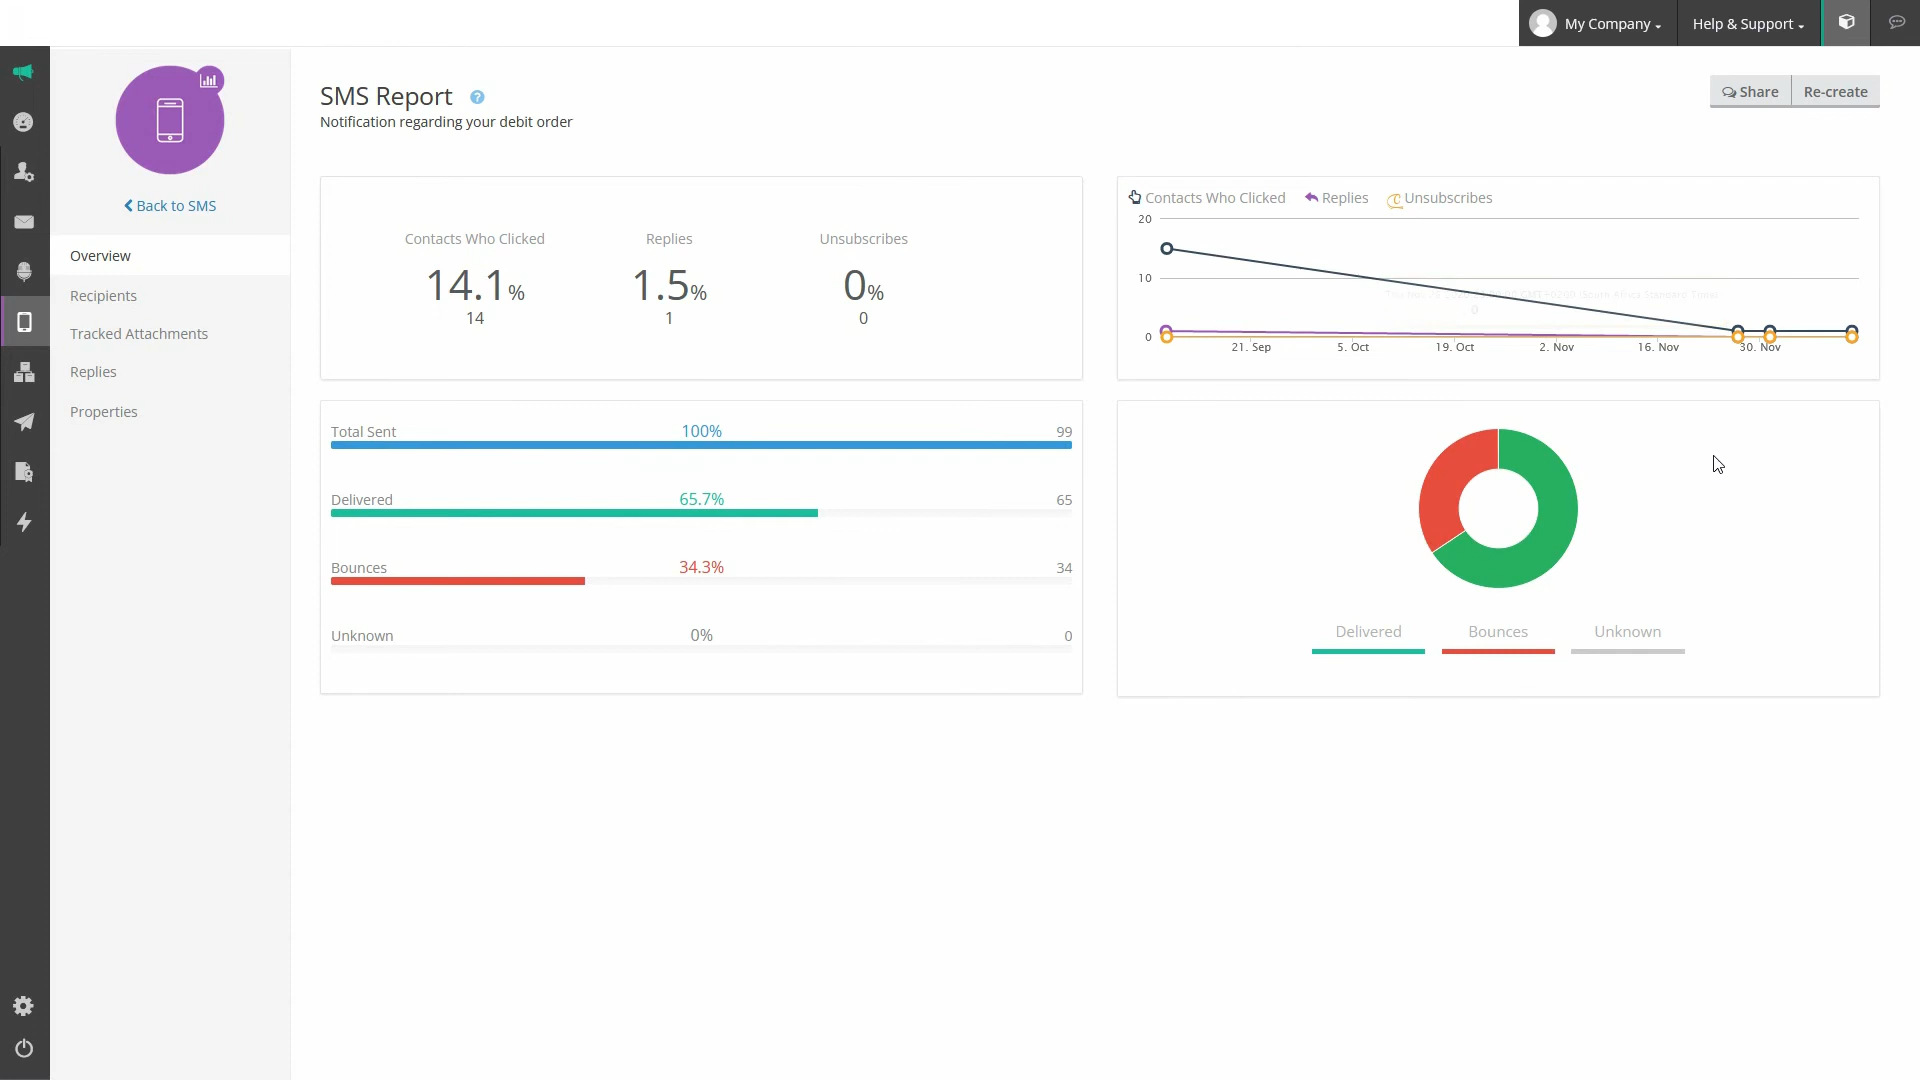 My Company
Help & Support
SMS Report
Notification regarding your debit order
Share
Re-create
Back to SMS
Overview
Recipients
Tracked Attachments
Replies
Properties
Contacts Who Clicked
14.1%
14
Replies
1.5%
1
Unsubscribes
0%
0
Contacts Who Clicked Replies Unsubscribes
20
10
0
0
21. Sep 5. Oct 19. Oct 2. Nov 16. Nov 30. Nov
Total Sent 100% 99
Delivered 65.7% 65
Bounces 34.3% 34
Unknown 0% 0
Delivered Bounces Unknown